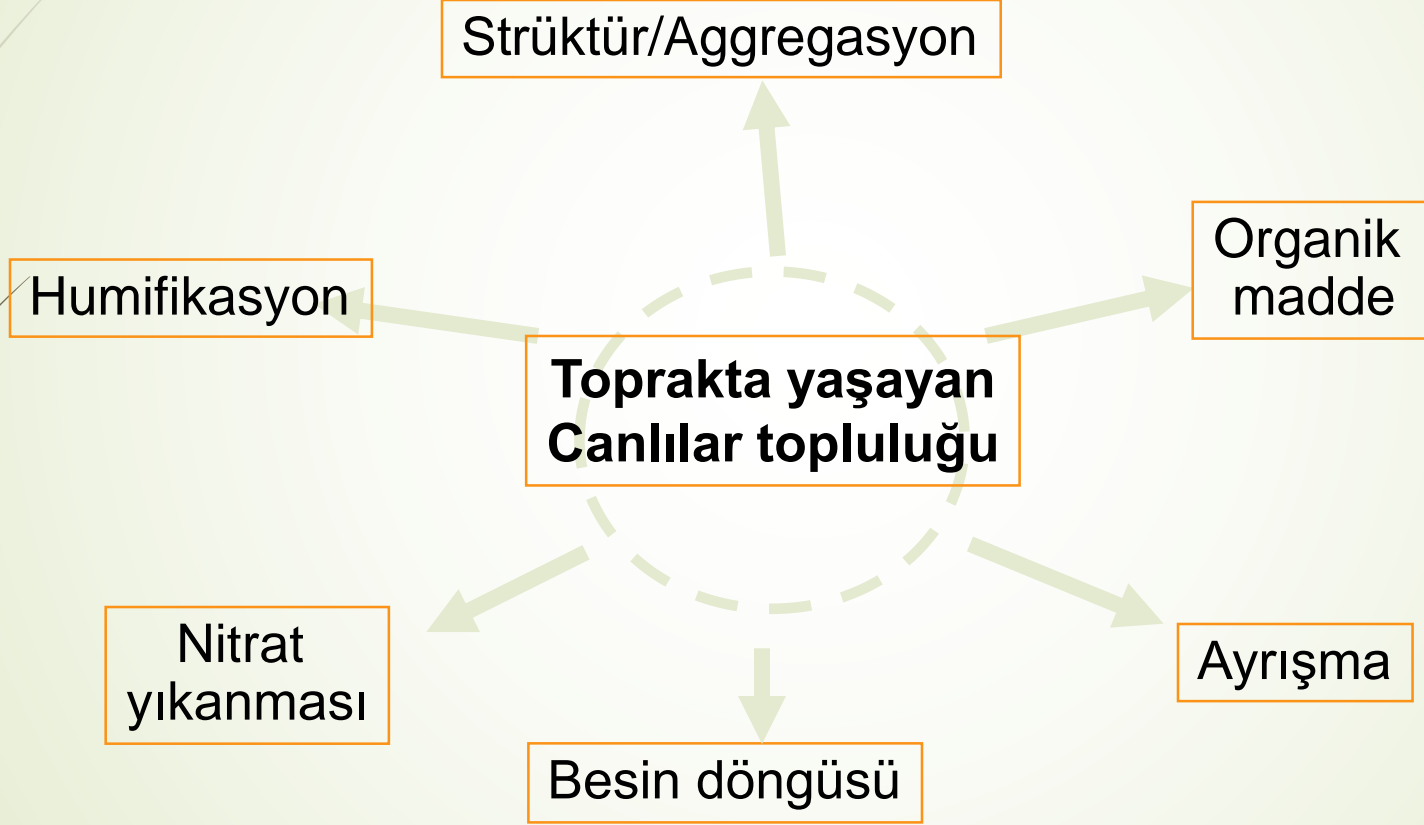 Strüktür/Aggregasyon
Organik
madde
Humifikasyon
Toprakta yaşayan
Canlılar topluluğu
Nitrat
yıkanması
Ayrışma
Besin döngüsü